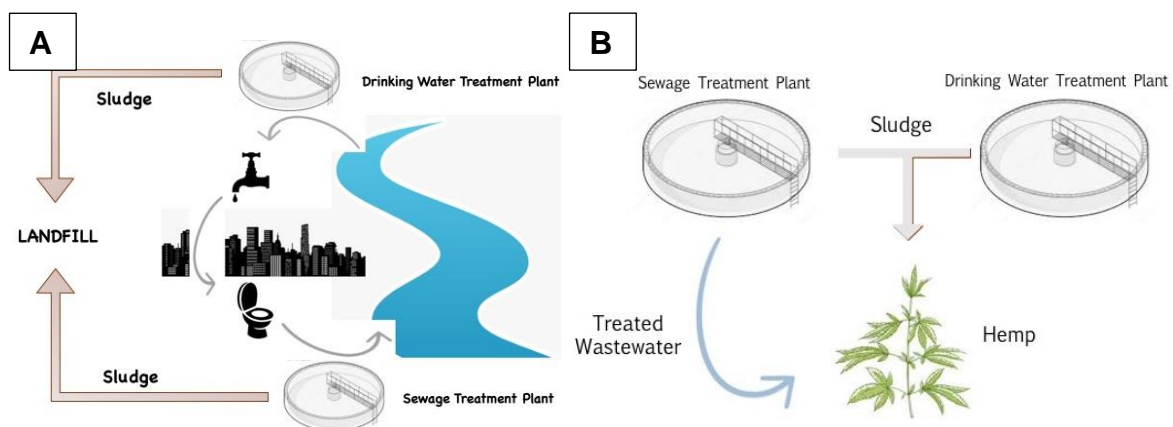 A
Drinking Water Treatment Plant
Sludge
LANDFILL
Sludge
Sewage Treatment Plant
B
Sewage Treatment Plant
Drinking Water Treatment Plant
Sludge
Treated
Wastewater
Hemp